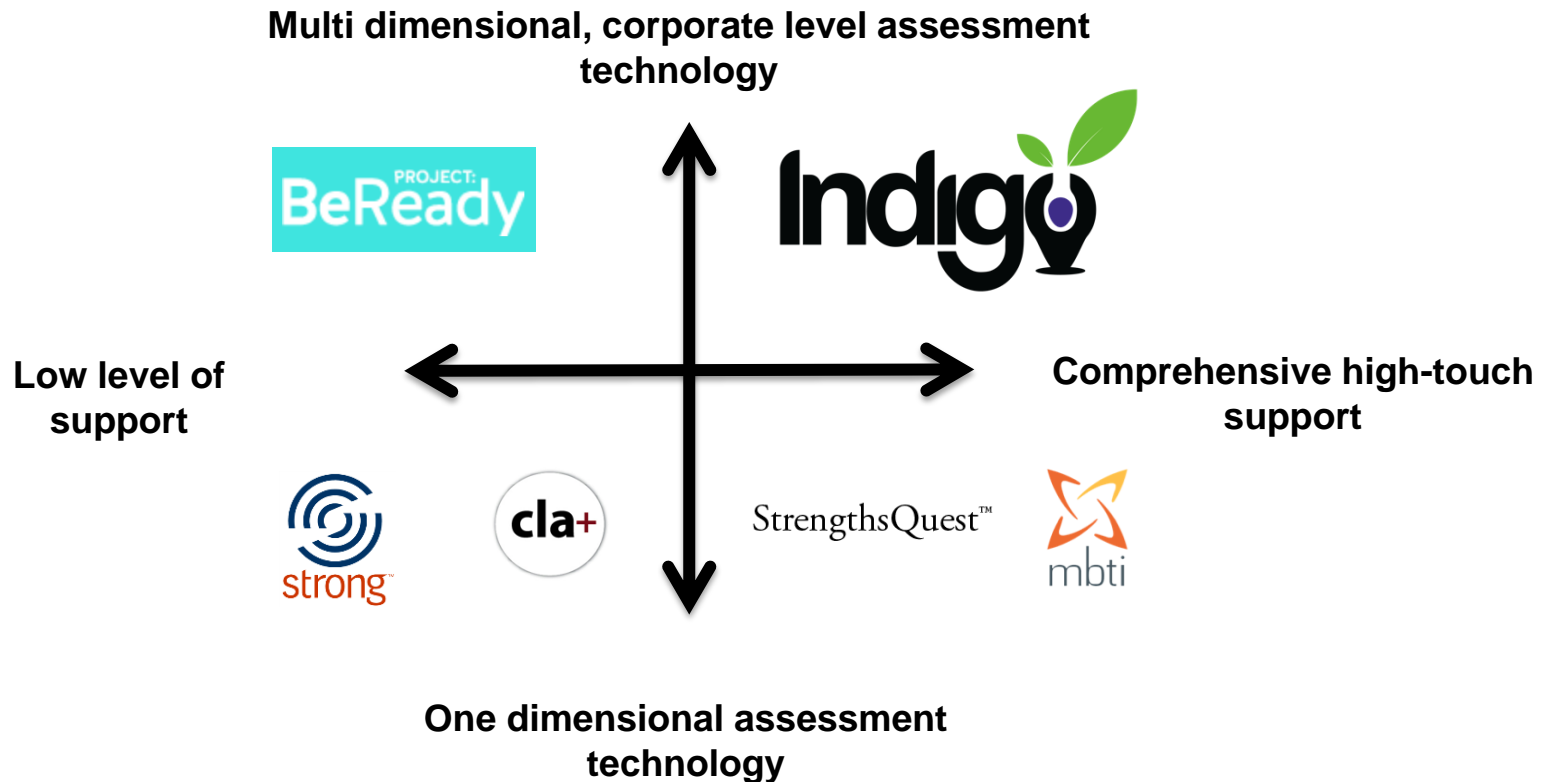 Multi dimensional, corporate level assessment
technology
PROJECT:
BeReady
Indigo
Low level of
support
Comprehensive high-touch
support
strong™
cla+
StrengthsQuest™
mbti
One dimensional assessment
technology